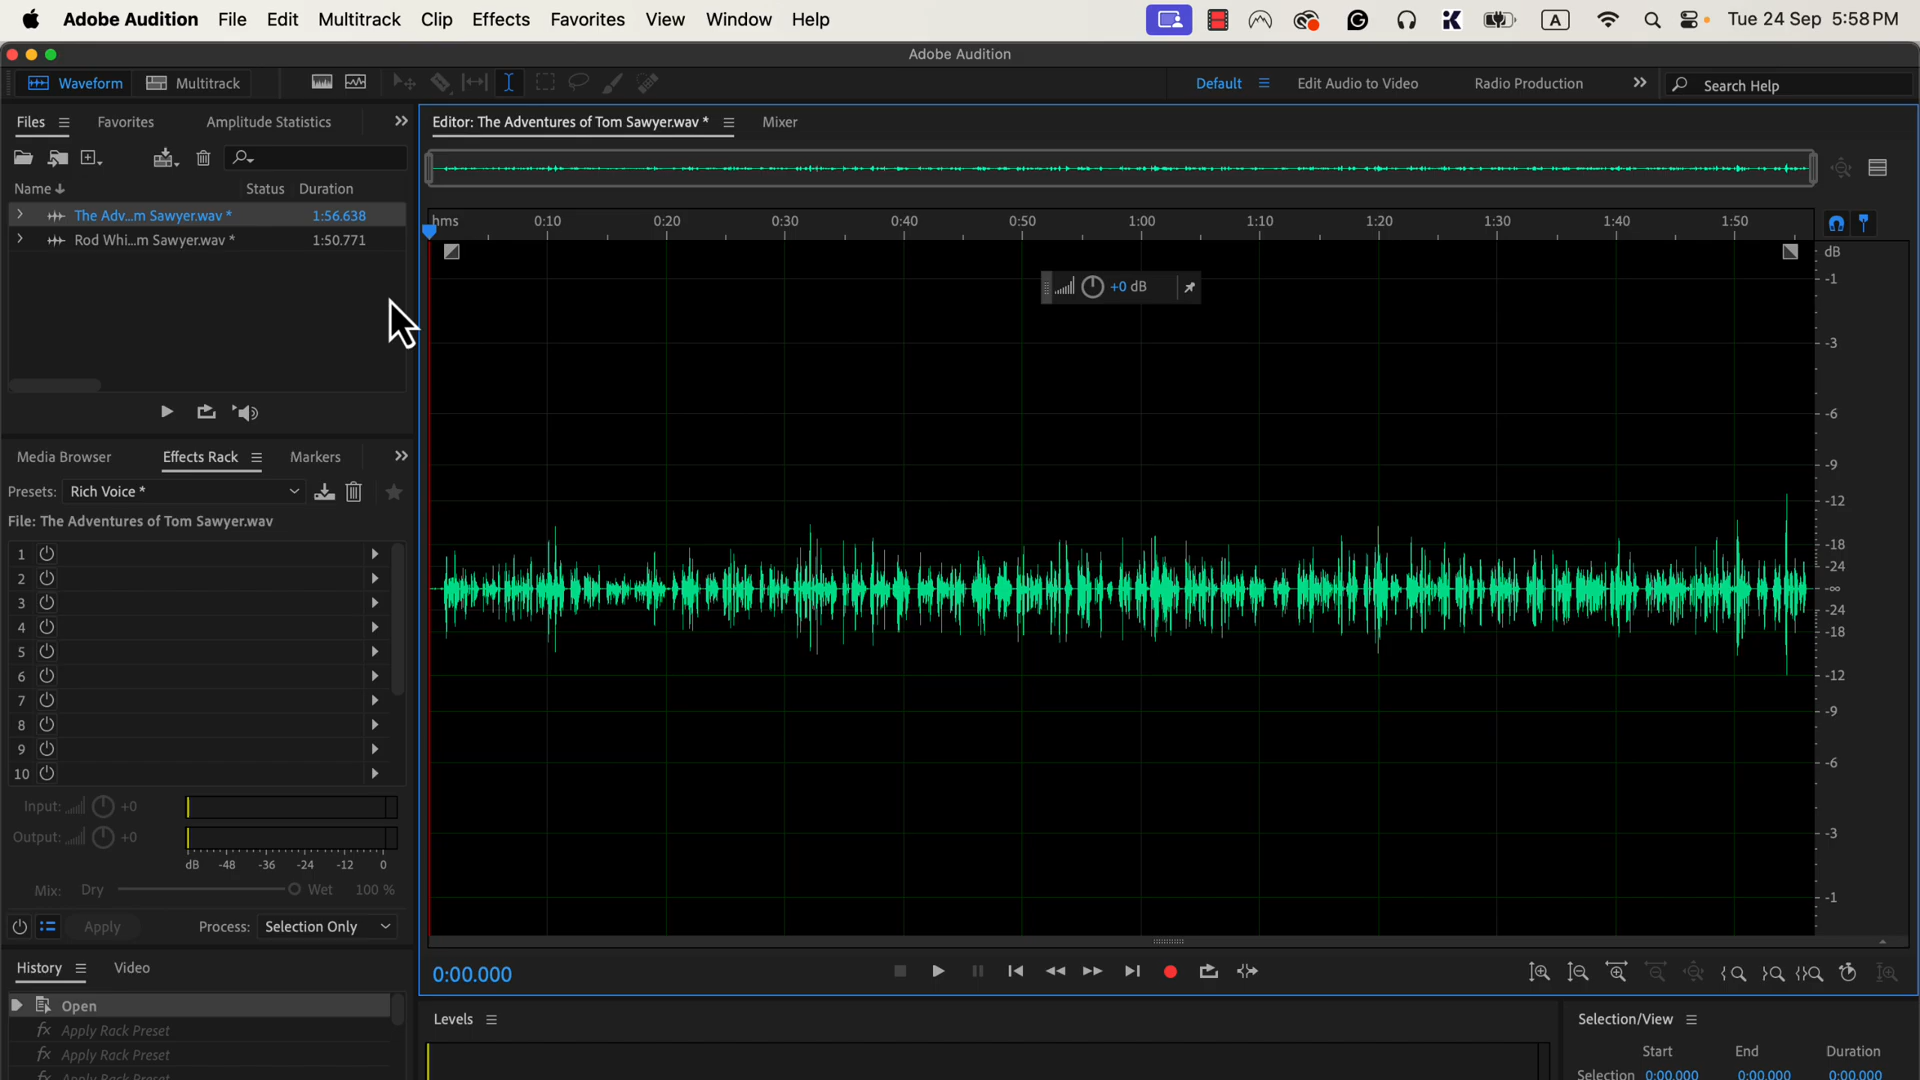 Adobe Audition File Edit Multitrack Clip Effects Favorites View Window Help A Tue 24 Sep 5:58 PM
Adobe Audition
Waveform Multitrack Default Edit Audio to Video Radio Production Search Help
Files Favorites Amplitude Statistics
Editor: The Adventures of Tom Sawyer.wav * Mixer
Name Status Duration
The Adv...m Sawyer.wav * 1:56.638
Rod Whi...m Sawyer.wav * 1:50.771
hms 0:10 0:20 0:30 0:40 0:50 1:00 1:10 1:20 1:30 1:40 1:50
+0 dB
dB
-1
-3
-6
-9
-12
-18
-24
-∞
-24
-18
-12
-9
-6
-3
-1
Media Browser Effects Rack Markers
Presets: Rich Voice *
File: The Adventures of Tom Sawyer.wav
1
2
3
4
5
6
7
8
9
10
Input: +0
Output: +0
dB -48 -36 -24 -12 0
Mix: Dry Wet 100 %
Apply Process: Selection Only
History Video
Open
fx Apply Rack Preset
fx Apply Rack Preset
fx Apply Rack Preset
0:00.000
Levels
Selection/View
Start End Duration
Selection 0:00.000 0:00.000 0:00.000